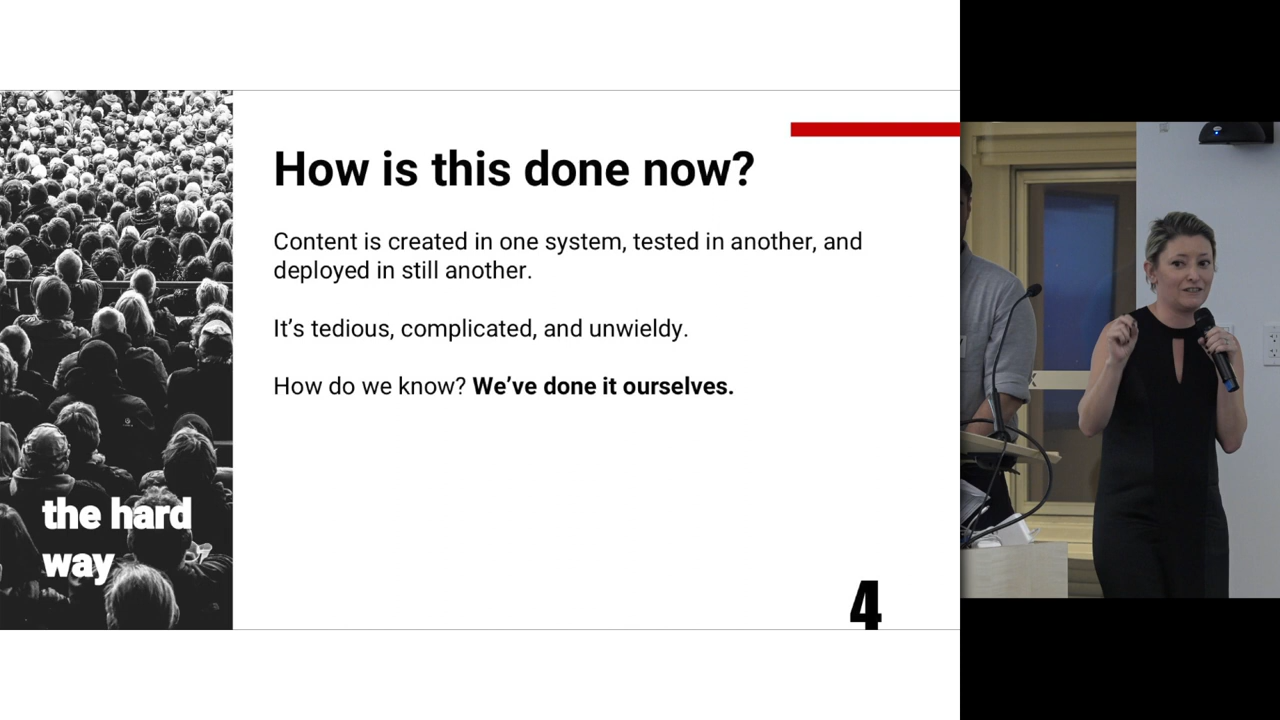 How is this done now?
Content is created in one system, tested in another, and
deployed in still another.
It's tedious, complicated, and unwieldy.
How do we know? We've done it ourselves.
the hard
way
4